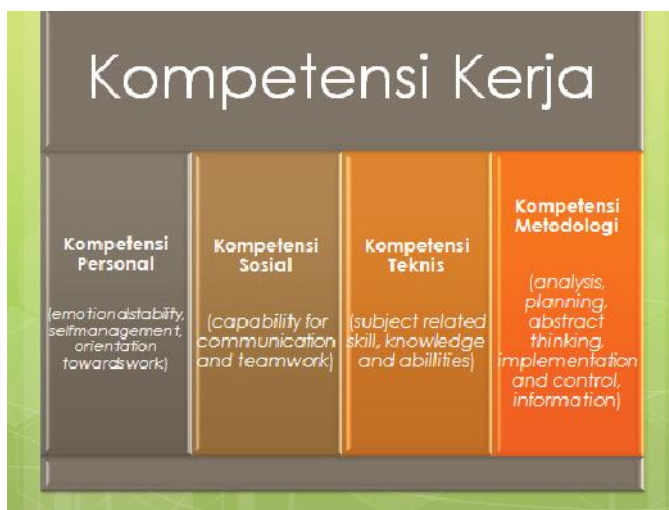 Kompetensi Kerja
Kompetensi
Personal
(emotionalstability,
selfmanagement,
orientation
towardswork)
Kompetensi
Sosial
(capability for
communication
and teamwork)
Kompetensi
Teknis
(subject related
skill, knowledge
and abillities)
Kompetensi
Metodologi
(analysis,
planning,
abstract
thinking,
implementation
and control,
information)